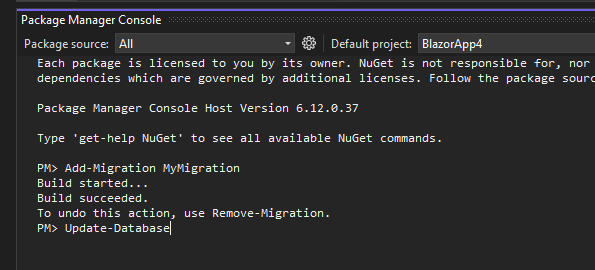 Package Manager Console
Package source: All Default project: BlazorApp4
Each package is licensed to you by its owner. NuGet is not responsible for, nor
dependencies which are governed by additional licenses. Follow the package sourc
Package Manager Console Host Version 6.12.0.37
Type 'get-help NuGet' to see all available NuGet commands.
PM> Add-Migration MyMigration
Build started...
Build succeeded.
To undo this action, use Remove-Migration.
PM> Update-Database